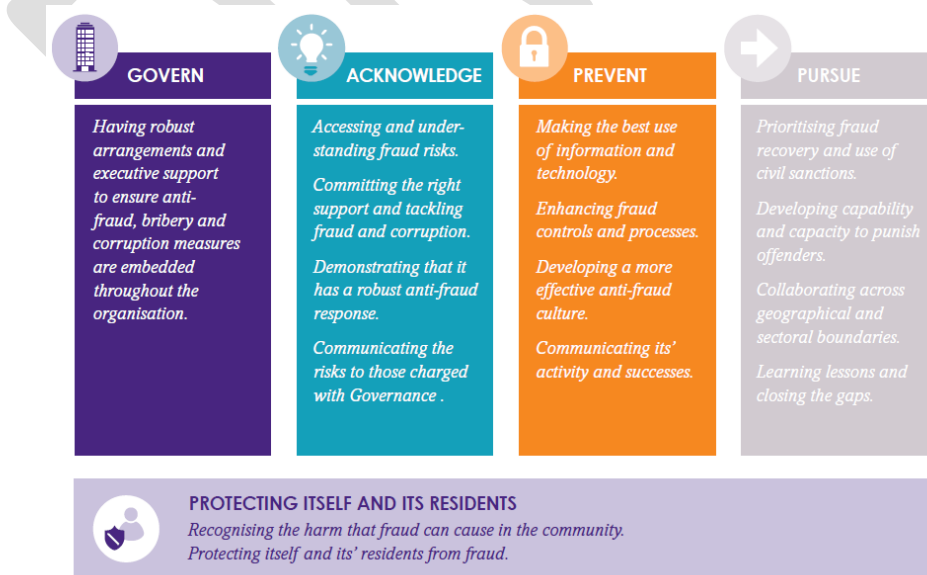 GOVERN
Having robust
arrangements and
executive support
to ensure anti-
fraud, bribery and
corruption measures
are embedded
throughout the
organisation.
ACKNOWLEDGE
Accessing and under-
standing fraud risks.
Committing the right
support and tackling
fraud and corruption.
Demonstrating that it
has a robust anti-fraud
response.
Communicating the
risks to those charged
with Governance .
PREVENT
Making the best use
of information and
technology.
Enhancing fraud
controls and processes.
Developing a more
effective anti-fraud
culture.
Communicating its’
activity and successes.
PURSUE
Prioritising fraud
recovery and use of
civil sanctions.
Developing capability
and capacity to punish
offenders.
Collaborating across
geographical and
sectoral boundaries.
Learning lessons and
closing the gaps.
PROTECTING ITSELF AND ITS RESIDENTS
Recognising the harm that fraud can cause in the community.
Protecting itself and its’ residents from fraud.